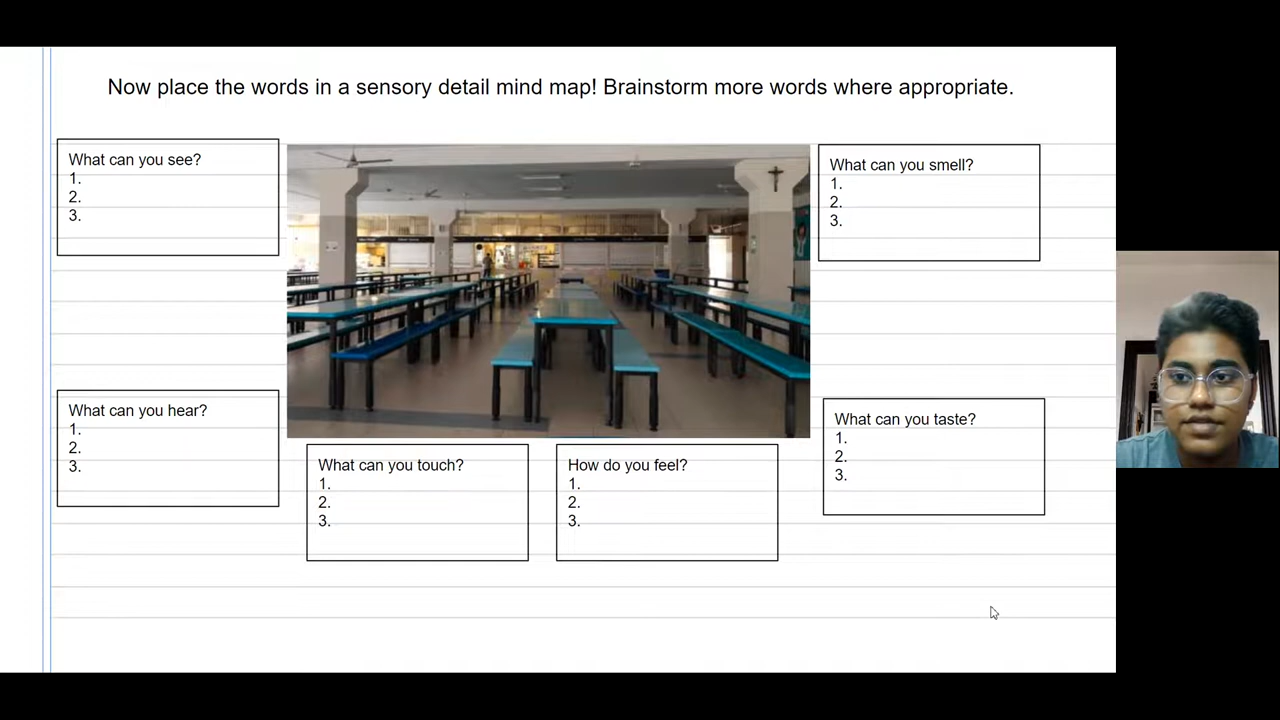 Now place the words in a sensory detail mind map! Brainstorm more words where appropriate.
What can you see?
1.
2.
3.
What can you smell?
1.
2.
3.
What can you hear?
1.
2.
3.
What can you touch?
1.
2.
3.
How do you feel?
1.
2.
3.
What can you taste?
1.
2.
3.